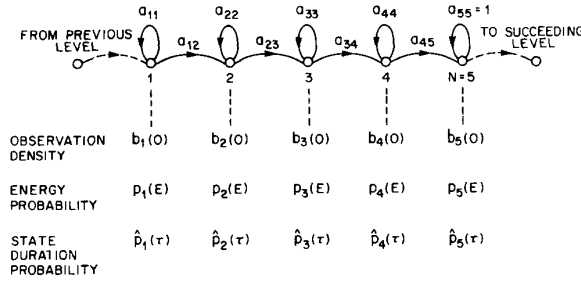 a11 a22 a33 a44 a55 = 1
FROM PREVIOUS LEVEL
TO SUCCEEDING LEVEL
a12 a23 a34 a45
1 2 3 4 N=5
OBSERVATION DENSITY b1(O) b2(O) b3(O) b4(O) b5(O)
ENERGY PROBABILITY p1(E) p2(E) p3(E) p4(E) p5(E)
STATE DURATION PROBABILITY p̂1(τ) p̂2(τ) p̂3(τ) p̂4(τ) p̂5(τ)